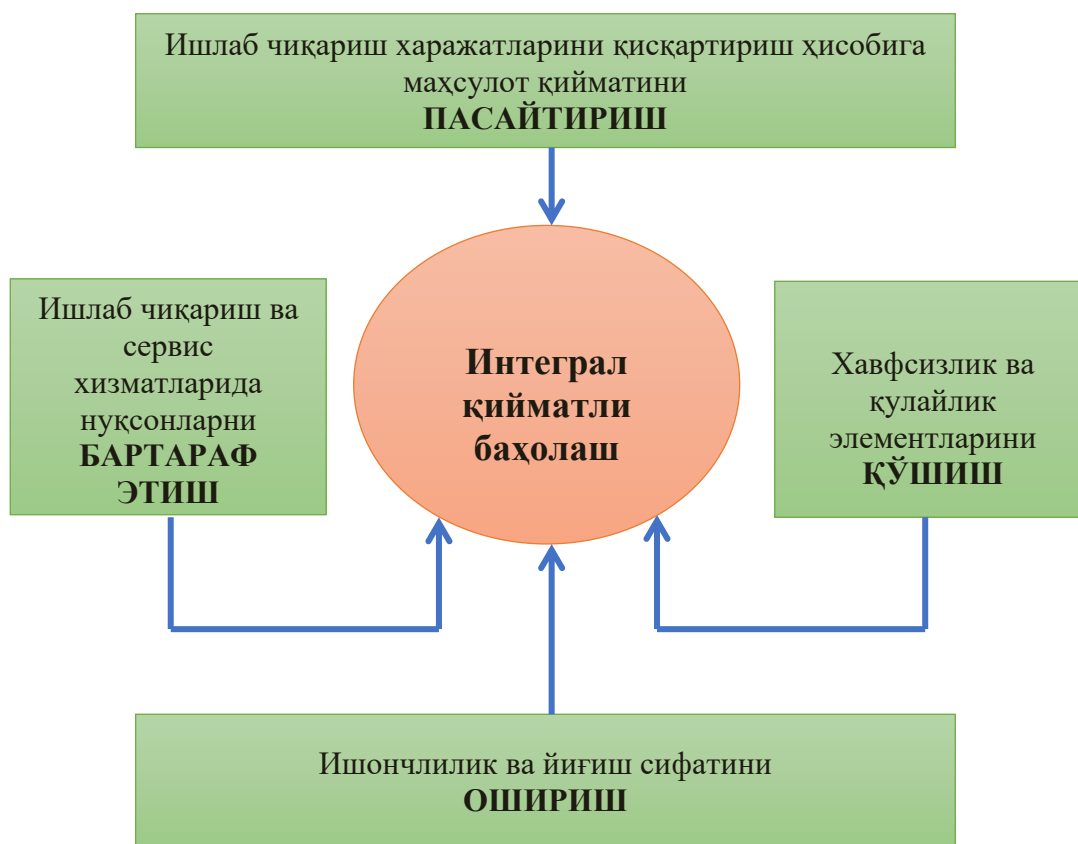 Ишлаб чиқариш харажатларини қисқартириш ҳисобига
маҳсулот қийматини
ПАСАЙТИРИШ
Ишлаб чиқариш ва
сервис
хизматларида
нуқсонларни
БАРТАРАФ
ЭТИШ
Интеграл
қийматли
баҳолаш
Хавфсизлик ва
қулайлик
элементларини
ҚЎШИШ
Ишончлилик ва йиғиш сифатини
ОШИРИШ